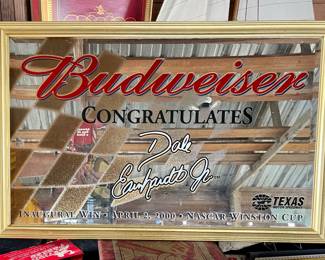 Budweiser
CONGRATULATES
Dale
Earnhardt Jr.
TEXAS
INAUGURAL WIN • APRIL 2, 2000 • NASCAR WINSTON CUP